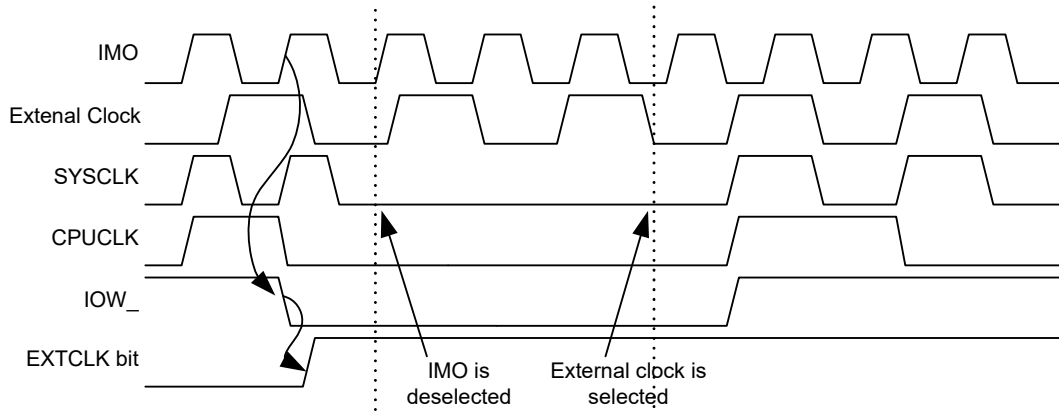 IMO
Extenal Clock
SYSCLK
CPUCLK
IOW_
EXTCLK bit
IMO is
deselected
External clock is
selected